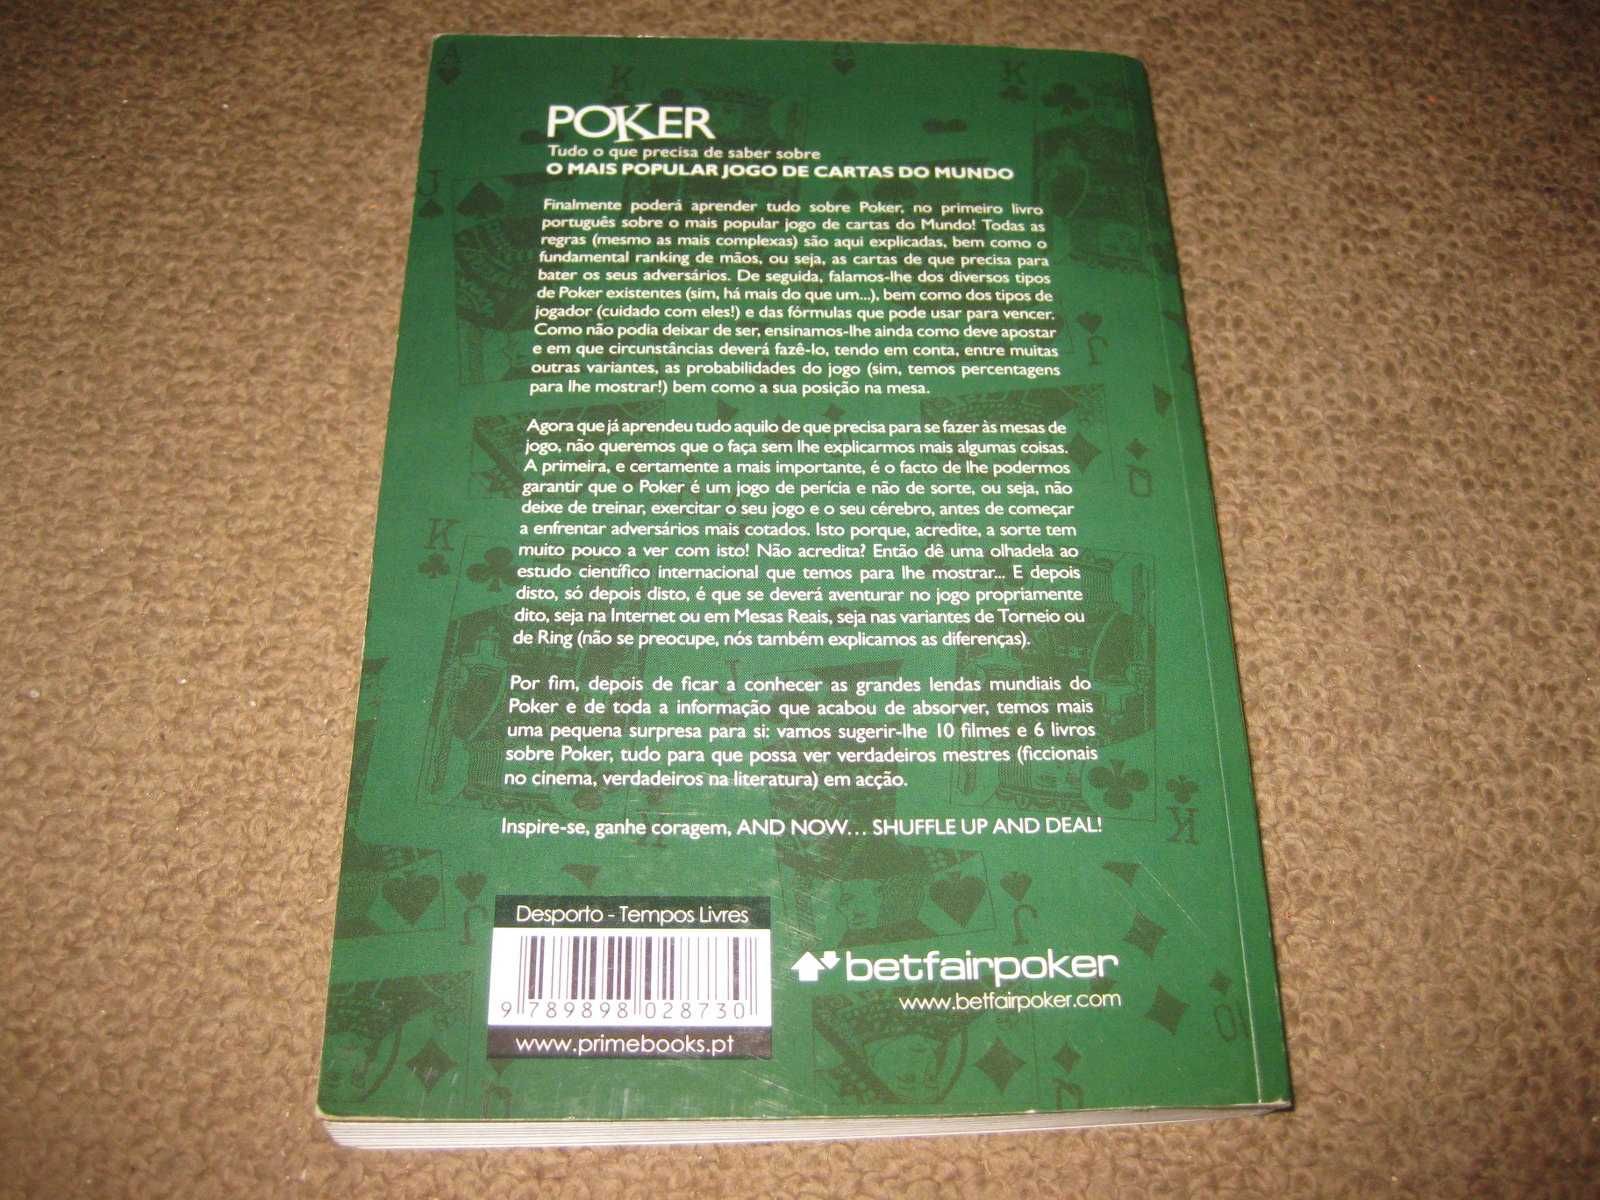 POKER
Tudo o que precisa de saber sobre
O MAIS POPULAR JOGO DE CARTAS DO MUNDO
Finalmente poderá aprender tudo sobre Poker, no primeiro livro
português sobre o mais popular jogo de cartas do Mundo! Todas as
regras (mesmo as mais complexas) são aqui explicadas, bem como o
fundamental ranking de mãos, ou seja, as cartas de que precisa para
bater os seus adversários. De seguida, falamos-lhe dos diversos tipos
de Poker existentes (sim, há mais do que um...), bem como dos tipos de
jogador (cuidado com eles!) e das fórmulas que pode usar para vencer.
Como não podia deixar de ser, ensinamos-lhe ainda como deve apostar
e em que circunstâncias deverá fazê-lo, tendo em conta, entre muitas
outras variantes, as probabilidades do jogo (sim, temos percentagens
para lhe mostrar!) bem como a sua posição na mesa.
Agora que já aprendeu tudo aquilo de que precisa para se fazer às mesas de
jogo, não queremos que o faça sem lhe explicarmos mais algumas coisas.
A primeira, e certamente a mais importante, é o facto de lhe podermos
garantir que o Poker é um jogo de perícia e não de sorte, ou seja, não
deixe de treinar, exercitar o seu jogo e o seu cérebro, antes de começar
a enfrentar adversários mais cotados. Isto porque, acredite, a sorte tem
muito pouco a ver com isto! Não acredita? Então dê uma olhadela ao
estudo científico internacional que temos para lhe mostrar... E depois
disto, só depois disto, é que se deverá aventurar no jogo propriamente
dito, seja na Internet ou em Mesas Reais, seja nas variantes de Torneio ou
de Ring (não se preocupe, nós também explicamos as diferenças).
Por fim, depois de ficar a conhecer as grandes lendas mundiais do
Poker e de toda a informação que acabou de absorver, temos mais
uma pequena surpresa para si: vamos sugerir-lhe 10 filmes e 6 livros
sobre Poker, tudo para que possa ver verdadeiros mestres (ficcionais
no cinema, verdadeiros na literatura) em acção.
Inspire-se, ganhe coragem, AND NOW... SHUFFLE UP AND DEAL!
Desporto - Tempos Livres
9 789898 028730
www.primebooks.pt
betfairpoker
www.betfairpoker.com